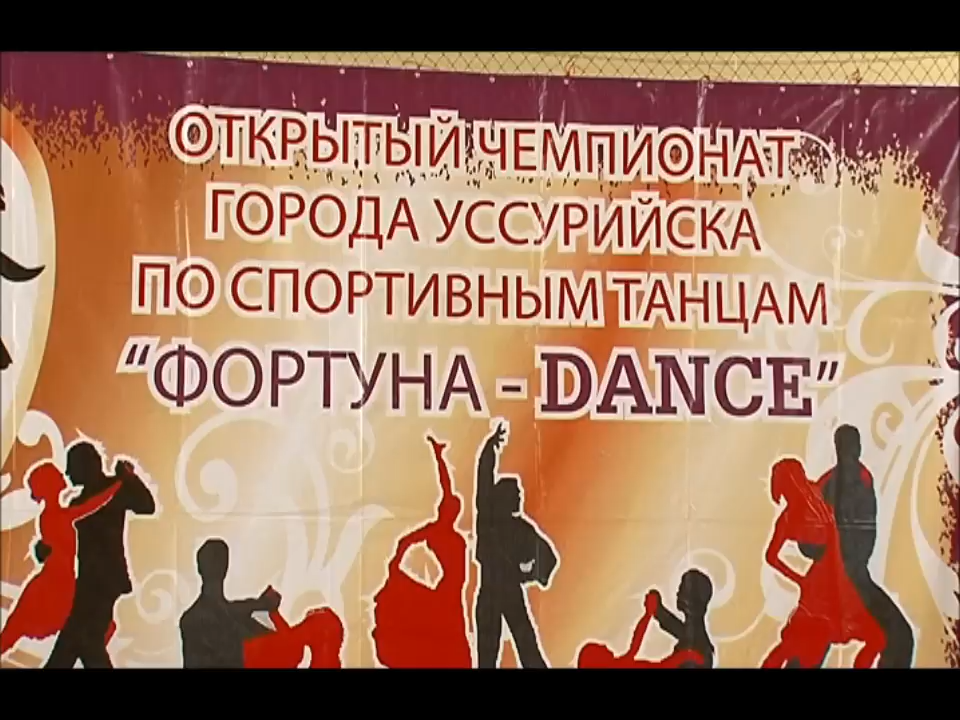 ОТКРЫТЫЙ ЧЕМПИОНАТ
ГОРОДА УССУРИЙСКА
ПО СПОРТИВНЫМ ТАНЦАМ
“ФОРТУНА - DANCE”